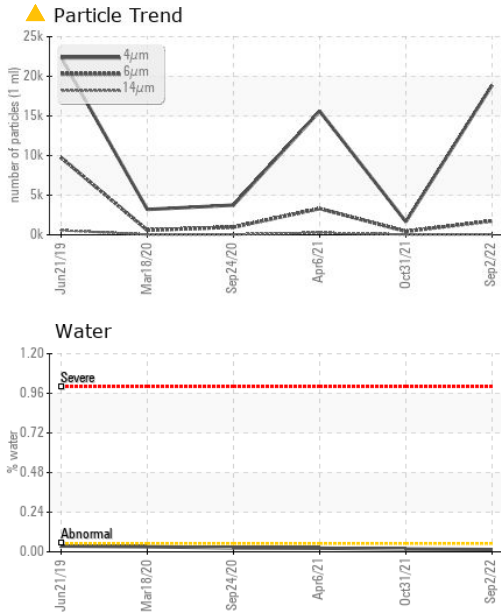 Particle Trend
number of particles (1 ml)
25k
20k
15k
10k
5k
0k
4μm
6μm
14μm
Jun21/19
Mar18/20
Sep24/20
Apr6/21
Oct31/21
Sep2/22
Water
% water
1.20
0.96
0.72
0.48
0.24
0.00
Severe
Abnormal
Jun21/19
Mar18/20
Sep24/20
Apr6/21
Oct31/21
Sep2/22